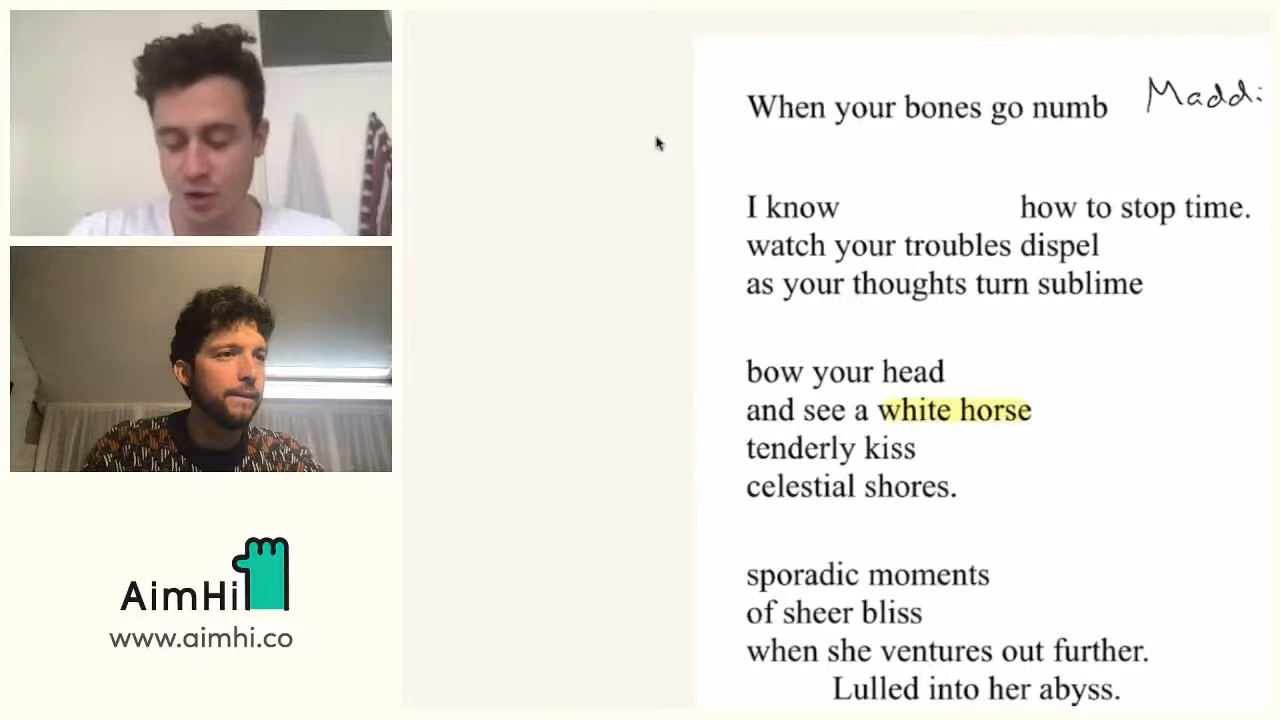 When your bones go numb
Maddi
I know how to stop time.
watch your troubles dispel
as your thoughts turn sublime
bow your head
and see a white horse
tenderly kiss
celestial shores.
sporadic moments
of sheer bliss
when she ventures out further.
Lulled into her abyss.
AimHi
www.aimhi.co